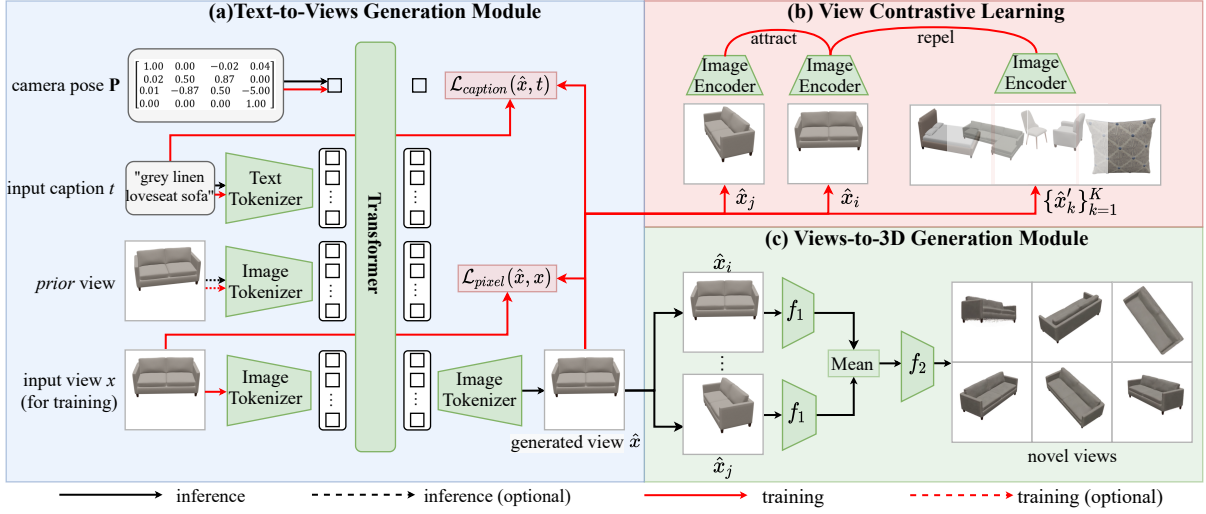 (a)Text-to-Views Generation Module
camera pose P
1.00 0.00 −0.02 0.04
0.02 0.50 0.87 0.00
0.01 −0.87 0.50 −5.00
0.00 0.00 0.00 1.00
ℒcaption(x̂, t)
input caption t
"grey linen
loveseat sofa"
Text
Tokenizer
Transformer
prior view
Image
Tokenizer
ℒpixel(x̂, x)
input view x
(for training)
Image
Tokenizer
Image
Tokenizer
generated view x̂
(b) View Contrastive Learning
attract
repel
Image
Encoder
Image
Encoder
Image
Encoder
x̂j
x̂i
{x̂′k}Kk=1
(c) Views-to-3D Generation Module
x̂i
f1
Mean
f2
f1
x̂j
novel views
inference
inference (optional)
training
training (optional)